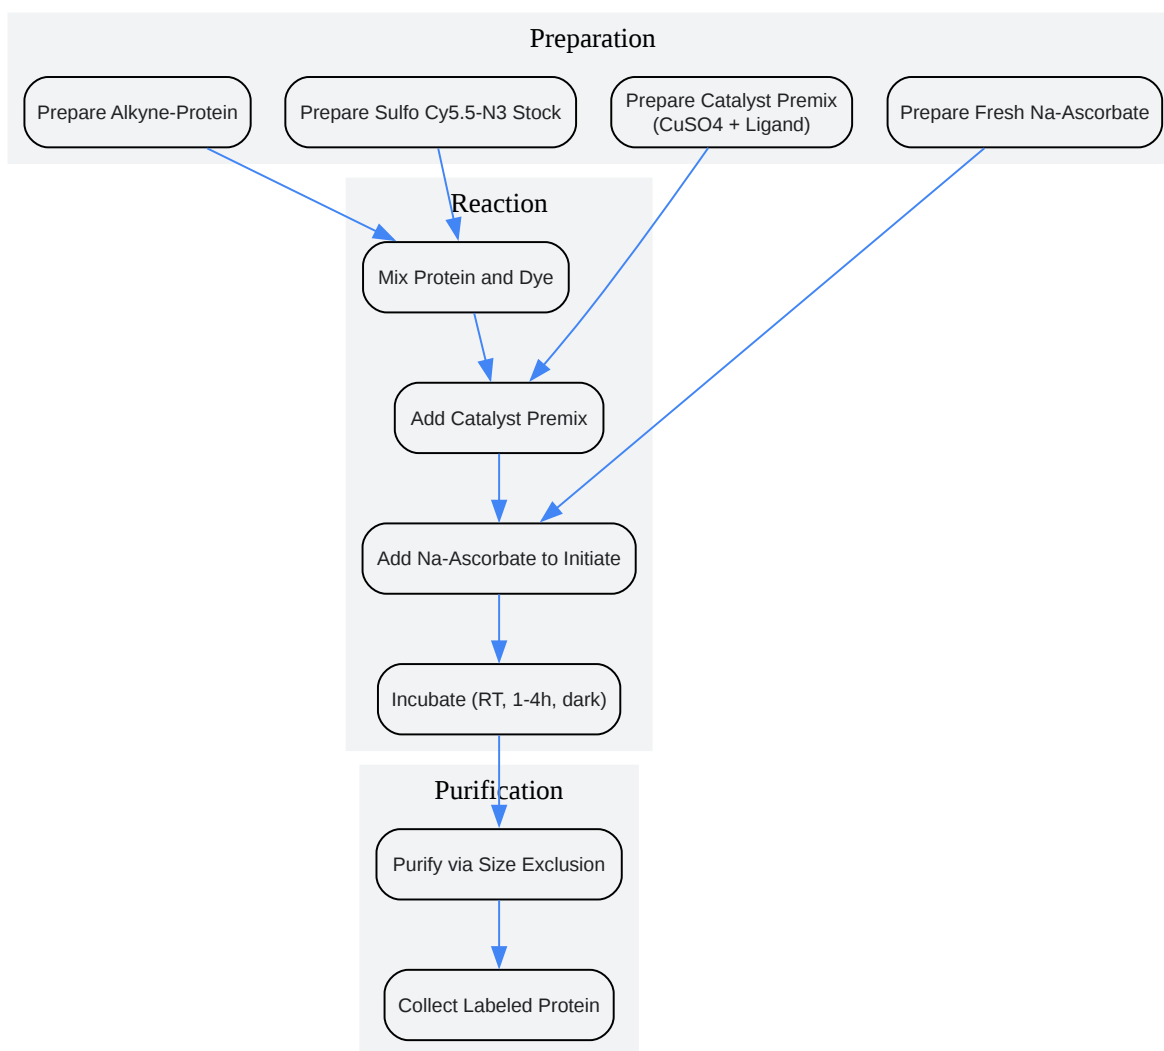 Preparation
Prepare Alkyne-Protein
Prepare Sulfo Cy5.5-N3 Stock
Prepare Catalyst Premix
(CuSO4 + Ligand)
Prepare Fresh Na-Ascorbate
Reaction
Mix Protein and Dye
Add Catalyst Premix
Add Na-Ascorbate to Initiate
Incubate (RT, 1-4h, dark)
Purification
Purify via Size Exclusion
Collect Labeled Protein